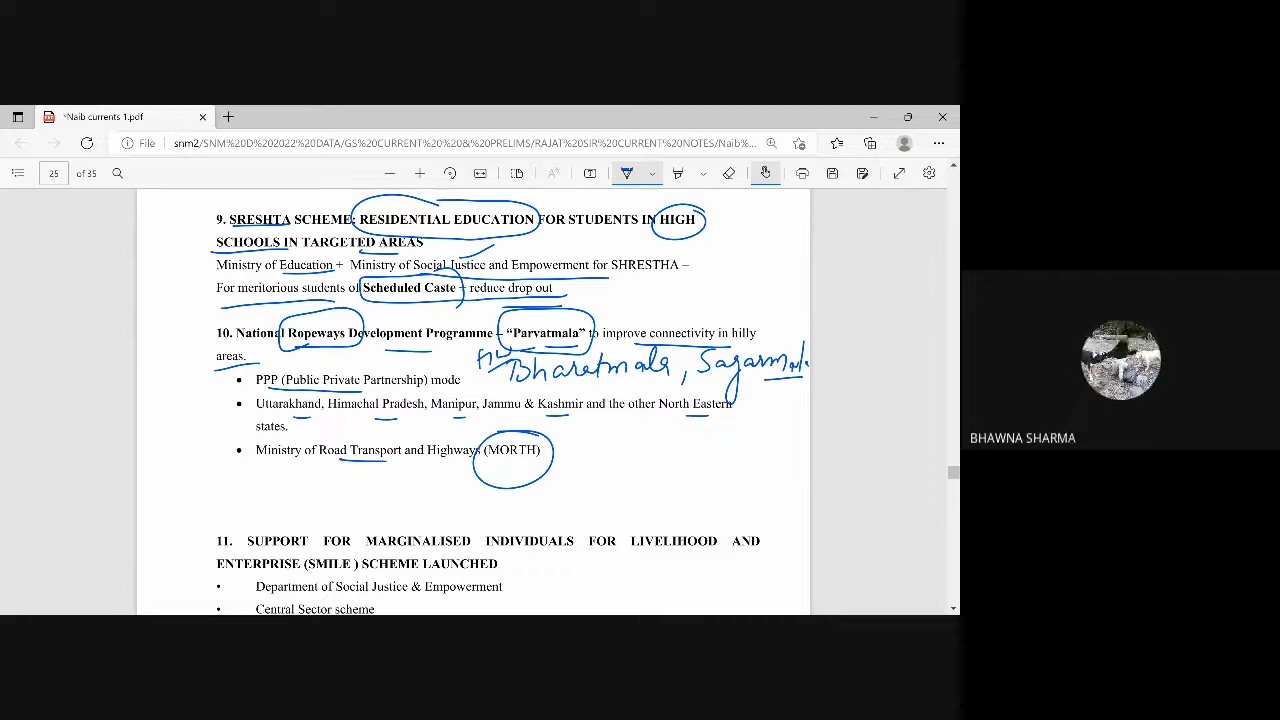 *Naib currents 1.pdf
File
snm2/SNM%20D%202022%20DATA/GS%20CURRENT%20%20&%20PRELIMS/RAJAT%20SIR%20CURRENT%20NOTES/Naib%...
25 of 35
9. SRESHTA SCHEME: RESIDENTIAL EDUCATION FOR STUDENTS IN HIGH
SCHOOLS IN TARGETED AREAS
Ministry of Education + Ministry of Social Justice and Empowerment for SHRESTHA –
For meritorious students of Scheduled Caste – reduce drop out
10. National Ropeways Development Programme – “Parvatmala” to improve connectivity in hilly
areas.
Bharatmala, Sagarmala
• PPP (Public Private Partnership) mode
• Uttarakhand, Himachal Pradesh, Manipur, Jammu & Kashmir and the other North Eastern
states.
• Ministry of Road Transport and Highways (MORTH)
BHAWNA SHARMA
11. SUPPORT FOR MARGINALISED INDIVIDUALS FOR LIVELIHOOD AND
ENTERPRISE (SMILE ) SCHEME LAUNCHED
• Department of Social Justice & Empowerment
• Central Sector scheme